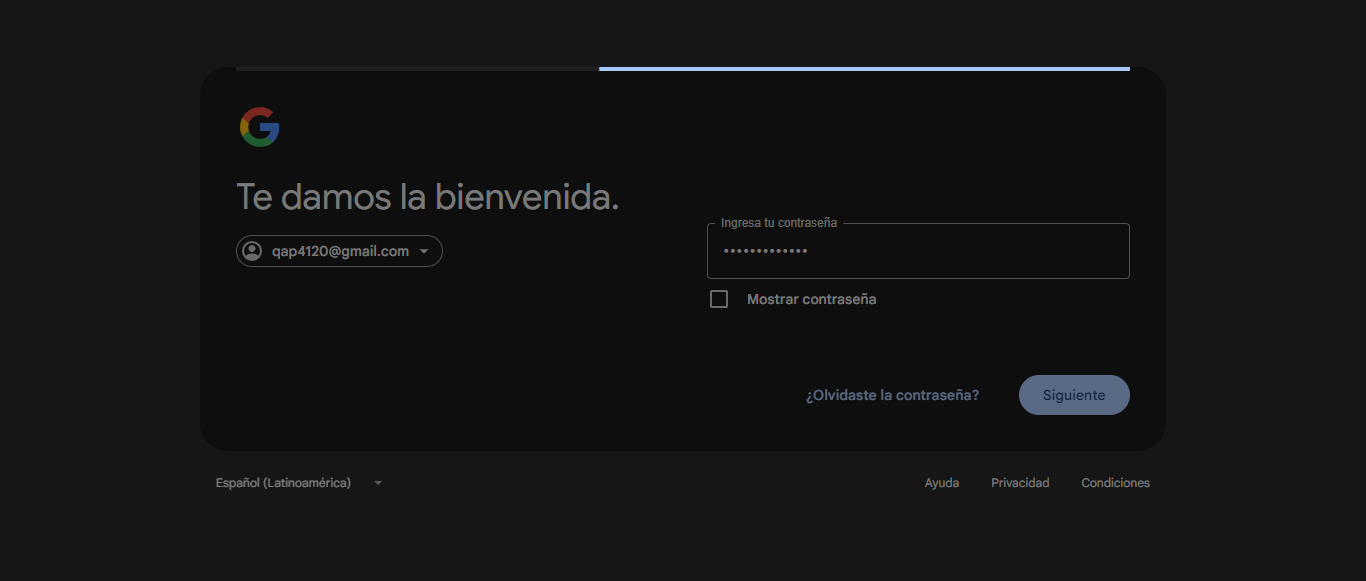 Te damos la bienvenida.
qap4120@gmail.com
Ingresa tu contraseña
•••••••••••••
Mostrar contraseña
¿Olvidaste la contraseña?
Siguiente
Español (Latinoamérica)
Ayuda
Privacidad
Condiciones